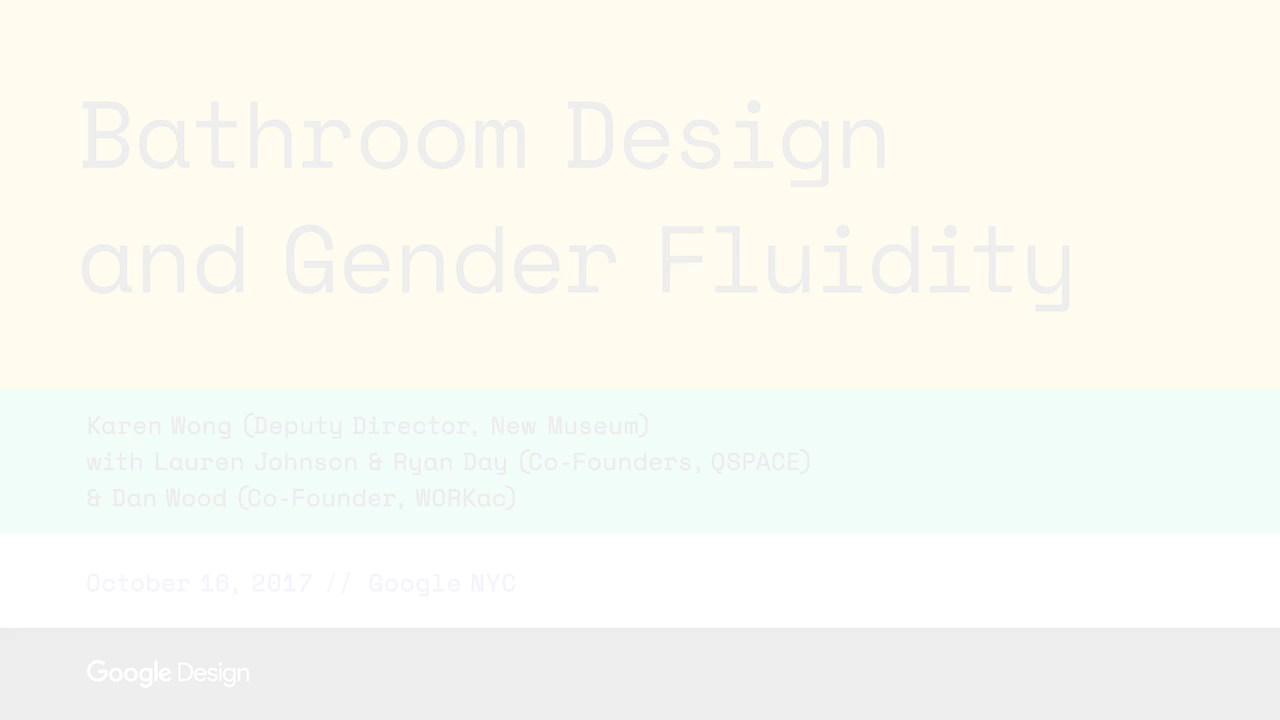 Bathroom Design
and Gender Fluidity
Karen Wong (Deputy Director, New Museum)
with Lauren Johnson & Ryan Day (Co-Founders, QSPACE)
& Dan Wood (Co-Founder, WORKac)
October 16, 2017 // Google NYC
Google Design